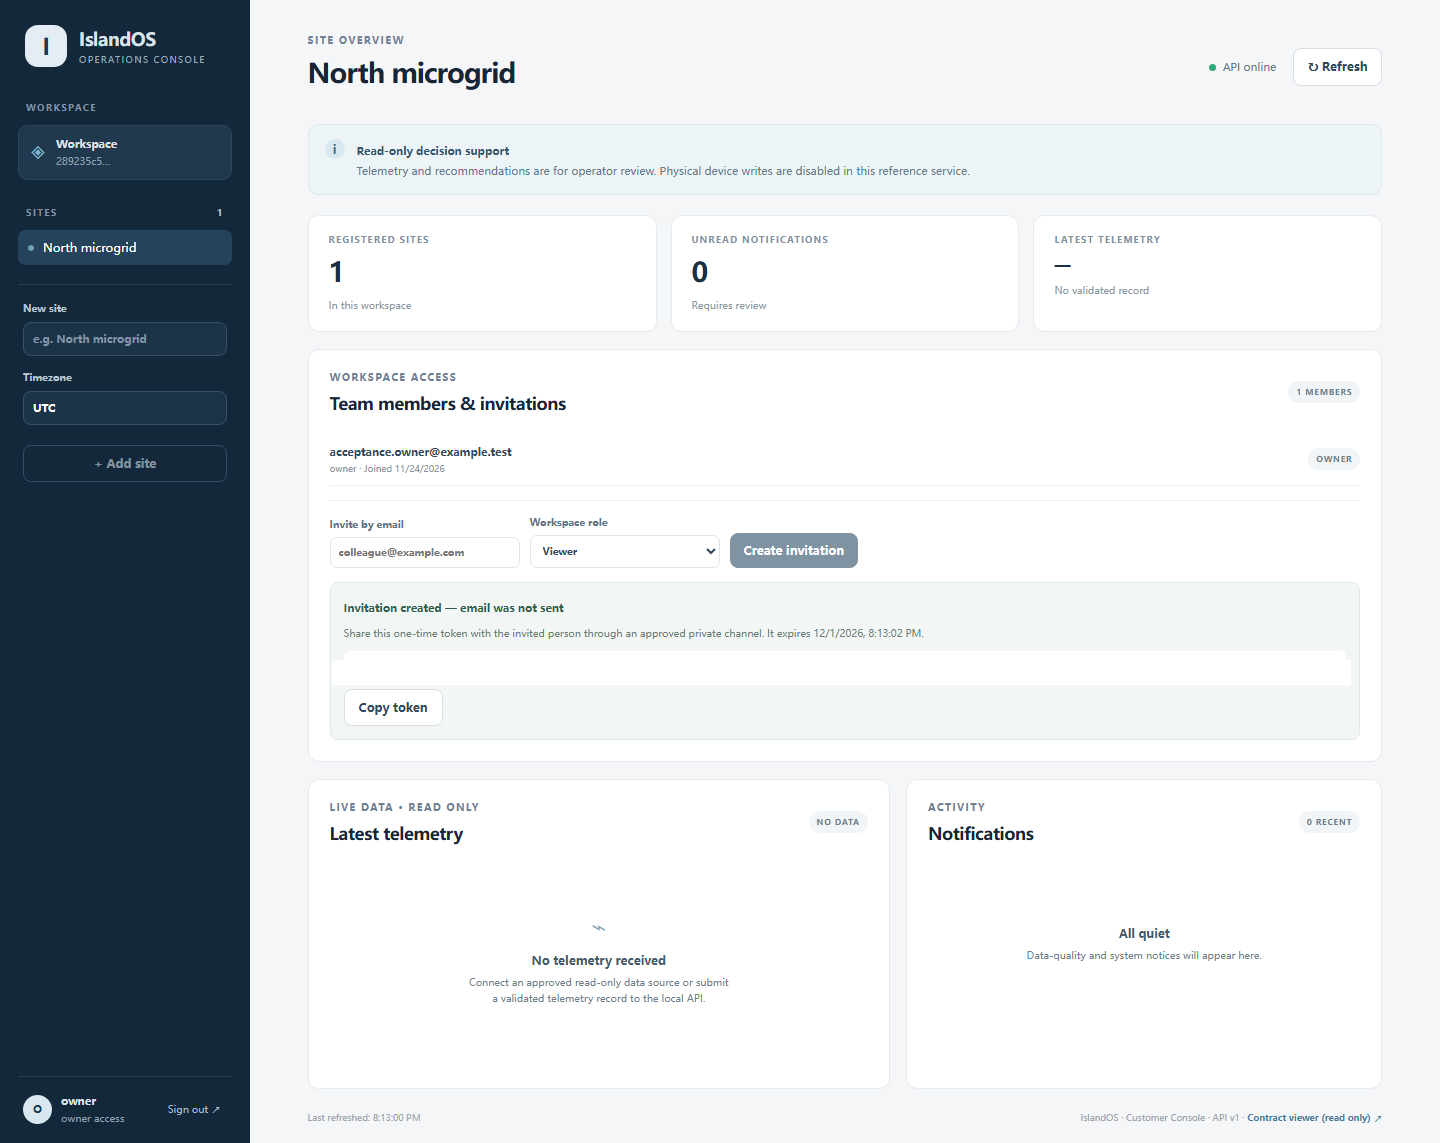 I
IslandOS
OPERATIONS CONSOLE
WORKSPACE
Workspace
289235c5...
SITES 1
North microgrid
New site
e.g. North microgrid
Timezone
UTC
+ Add site
O
owner
owner access
Sign out ↗
SITE OVERVIEW
North microgrid
API online
↻ Refresh
i
Read-only decision support
Telemetry and recommendations are for operator review. Physical device writes are disabled in this reference service.
REGISTERED SITES
1
In this workspace
UNREAD NOTIFICATIONS
0
Requires review
LATEST TELEMETRY
—
No validated record
WORKSPACE ACCESS
Team members & invitations
1 MEMBERS
acceptance.owner@example.test
owner · Joined 11/24/2026
OWNER
Invite by email
colleague@example.com
Workspace role
Viewer
Create invitation
Invitation created — email was not sent
Share this one-time token with the invited person through an approved private channel. It expires 12/1/2026, 8:13:02 PM.
Copy token
LIVE DATA • READ ONLY
Latest telemetry
NO DATA
No telemetry received
Connect an approved read-only data source or submit
a validated telemetry record to the local API.
ACTIVITY
Notifications
0 RECENT
All quiet
Data-quality and system notices will appear here.
Last refreshed: 8:13:00 PM
IslandOS · Customer Console · API v1 · Contract viewer (read only) ↗